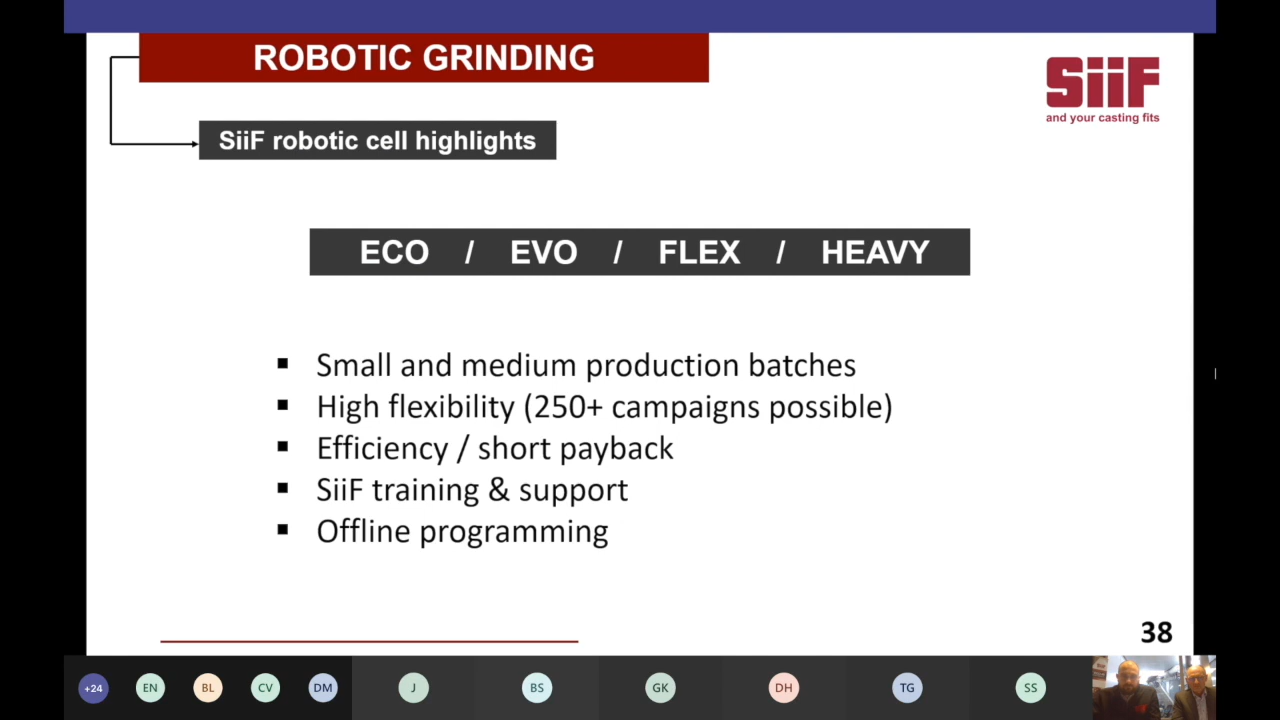 ROBOTIC GRINDING
SiiF
and your casting fits
SiiF robotic cell highlights
ECO / EVO / FLEX / HEAVY
▪ Small and medium production batches
▪ High flexibility (250+ campaigns possible)
▪ Efficiency / short payback
▪ SiiF training & support
▪ Offline programming
38
+24 EN BL CV DM J BS GK DH TG SS